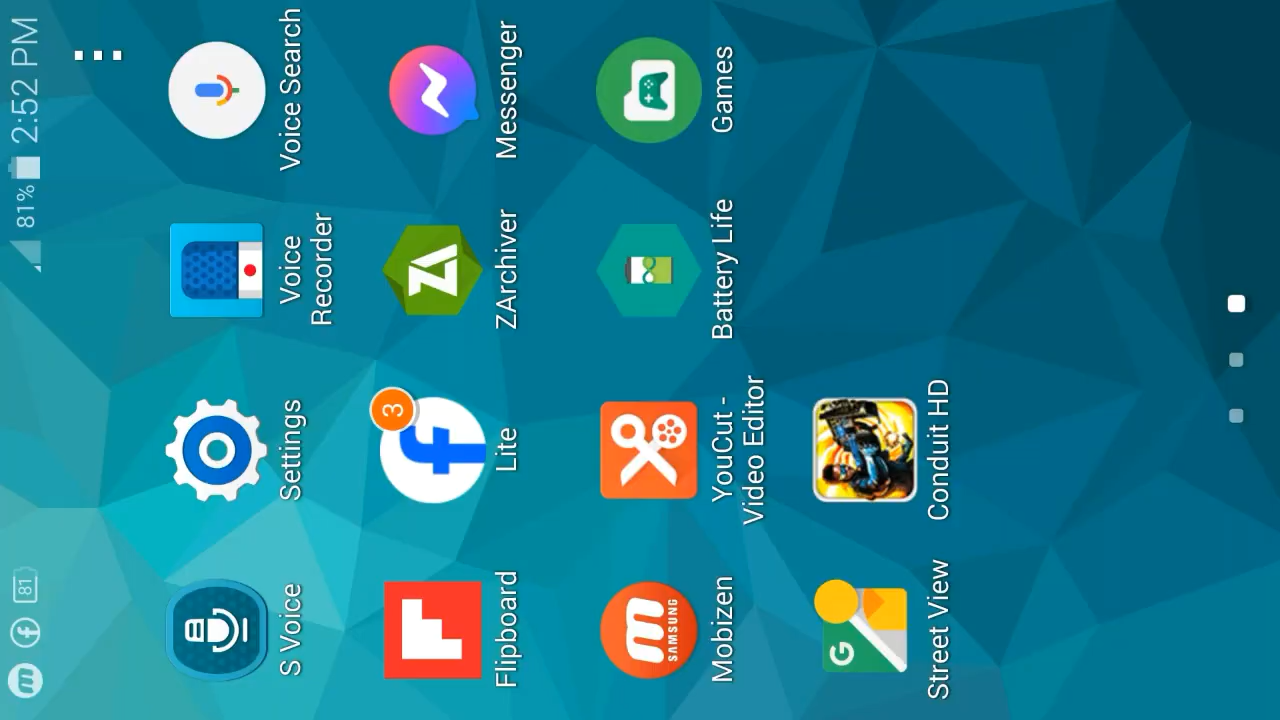 81 81% 2:52 PM
S Voice
Settings
Voice
Recorder
Voice Search
Flipboard
3
Lite
ZA
ZArchiver
Messenger
m
SAMSUNG
Mobizen
YouCut -
Video Editor
Battery Life
Games
G
Street View
Conduit HD